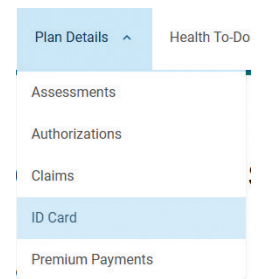 Plan Details Health To-Do
Assessments
Authorizations
Claims
ID Card
Premium Payments